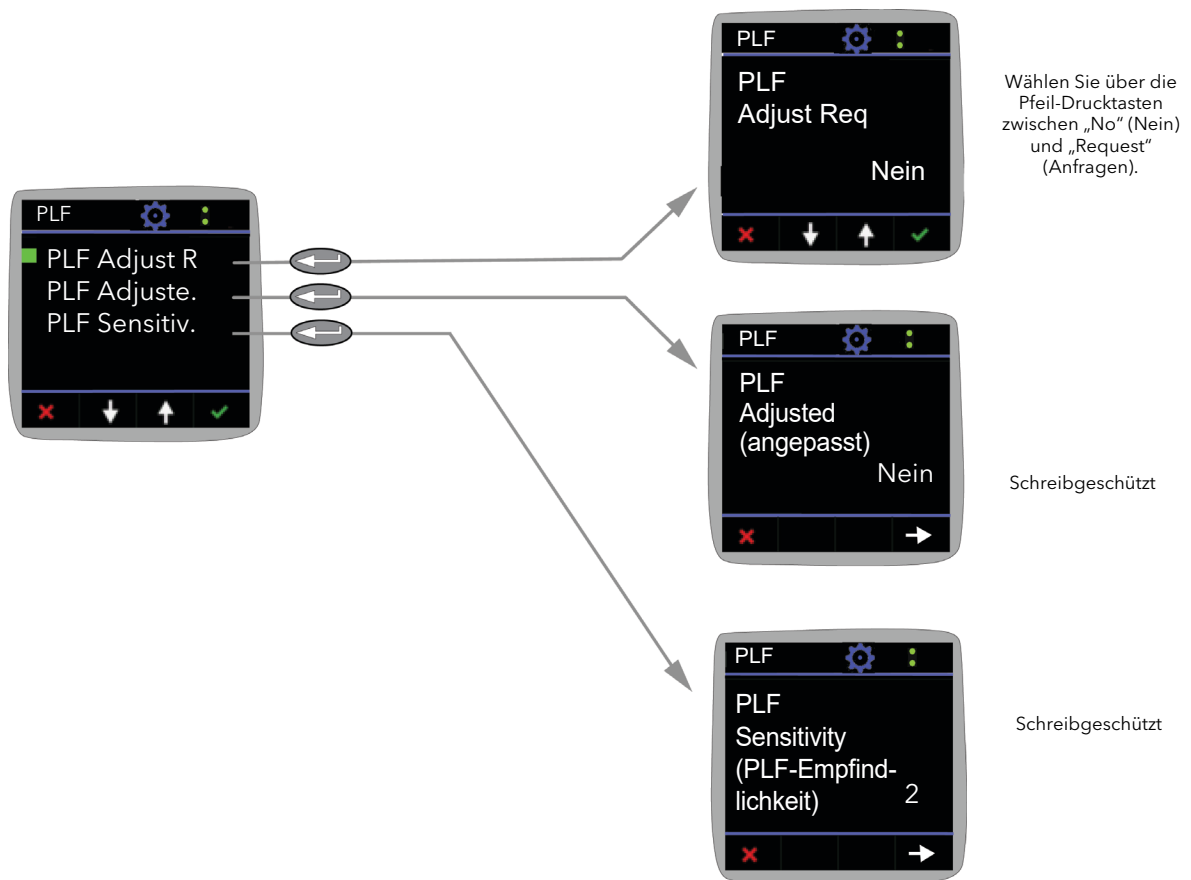 PLF
PLF Adjust R
PLF Adjuste.
PLF Sensitiv.
PLF
PLF
Adjust Req
Nein
Wählen Sie über die
Pfeil-Drucktasten
zwischen „No“ (Nein)
und „Request“
(Anfragen).
PLF
PLF
Adjusted
(angepasst)
Nein
Schreibgeschützt
PLF
PLF
Sensitivity
(PLF-Empfind-
lichkeit) 2
Schreibgeschützt